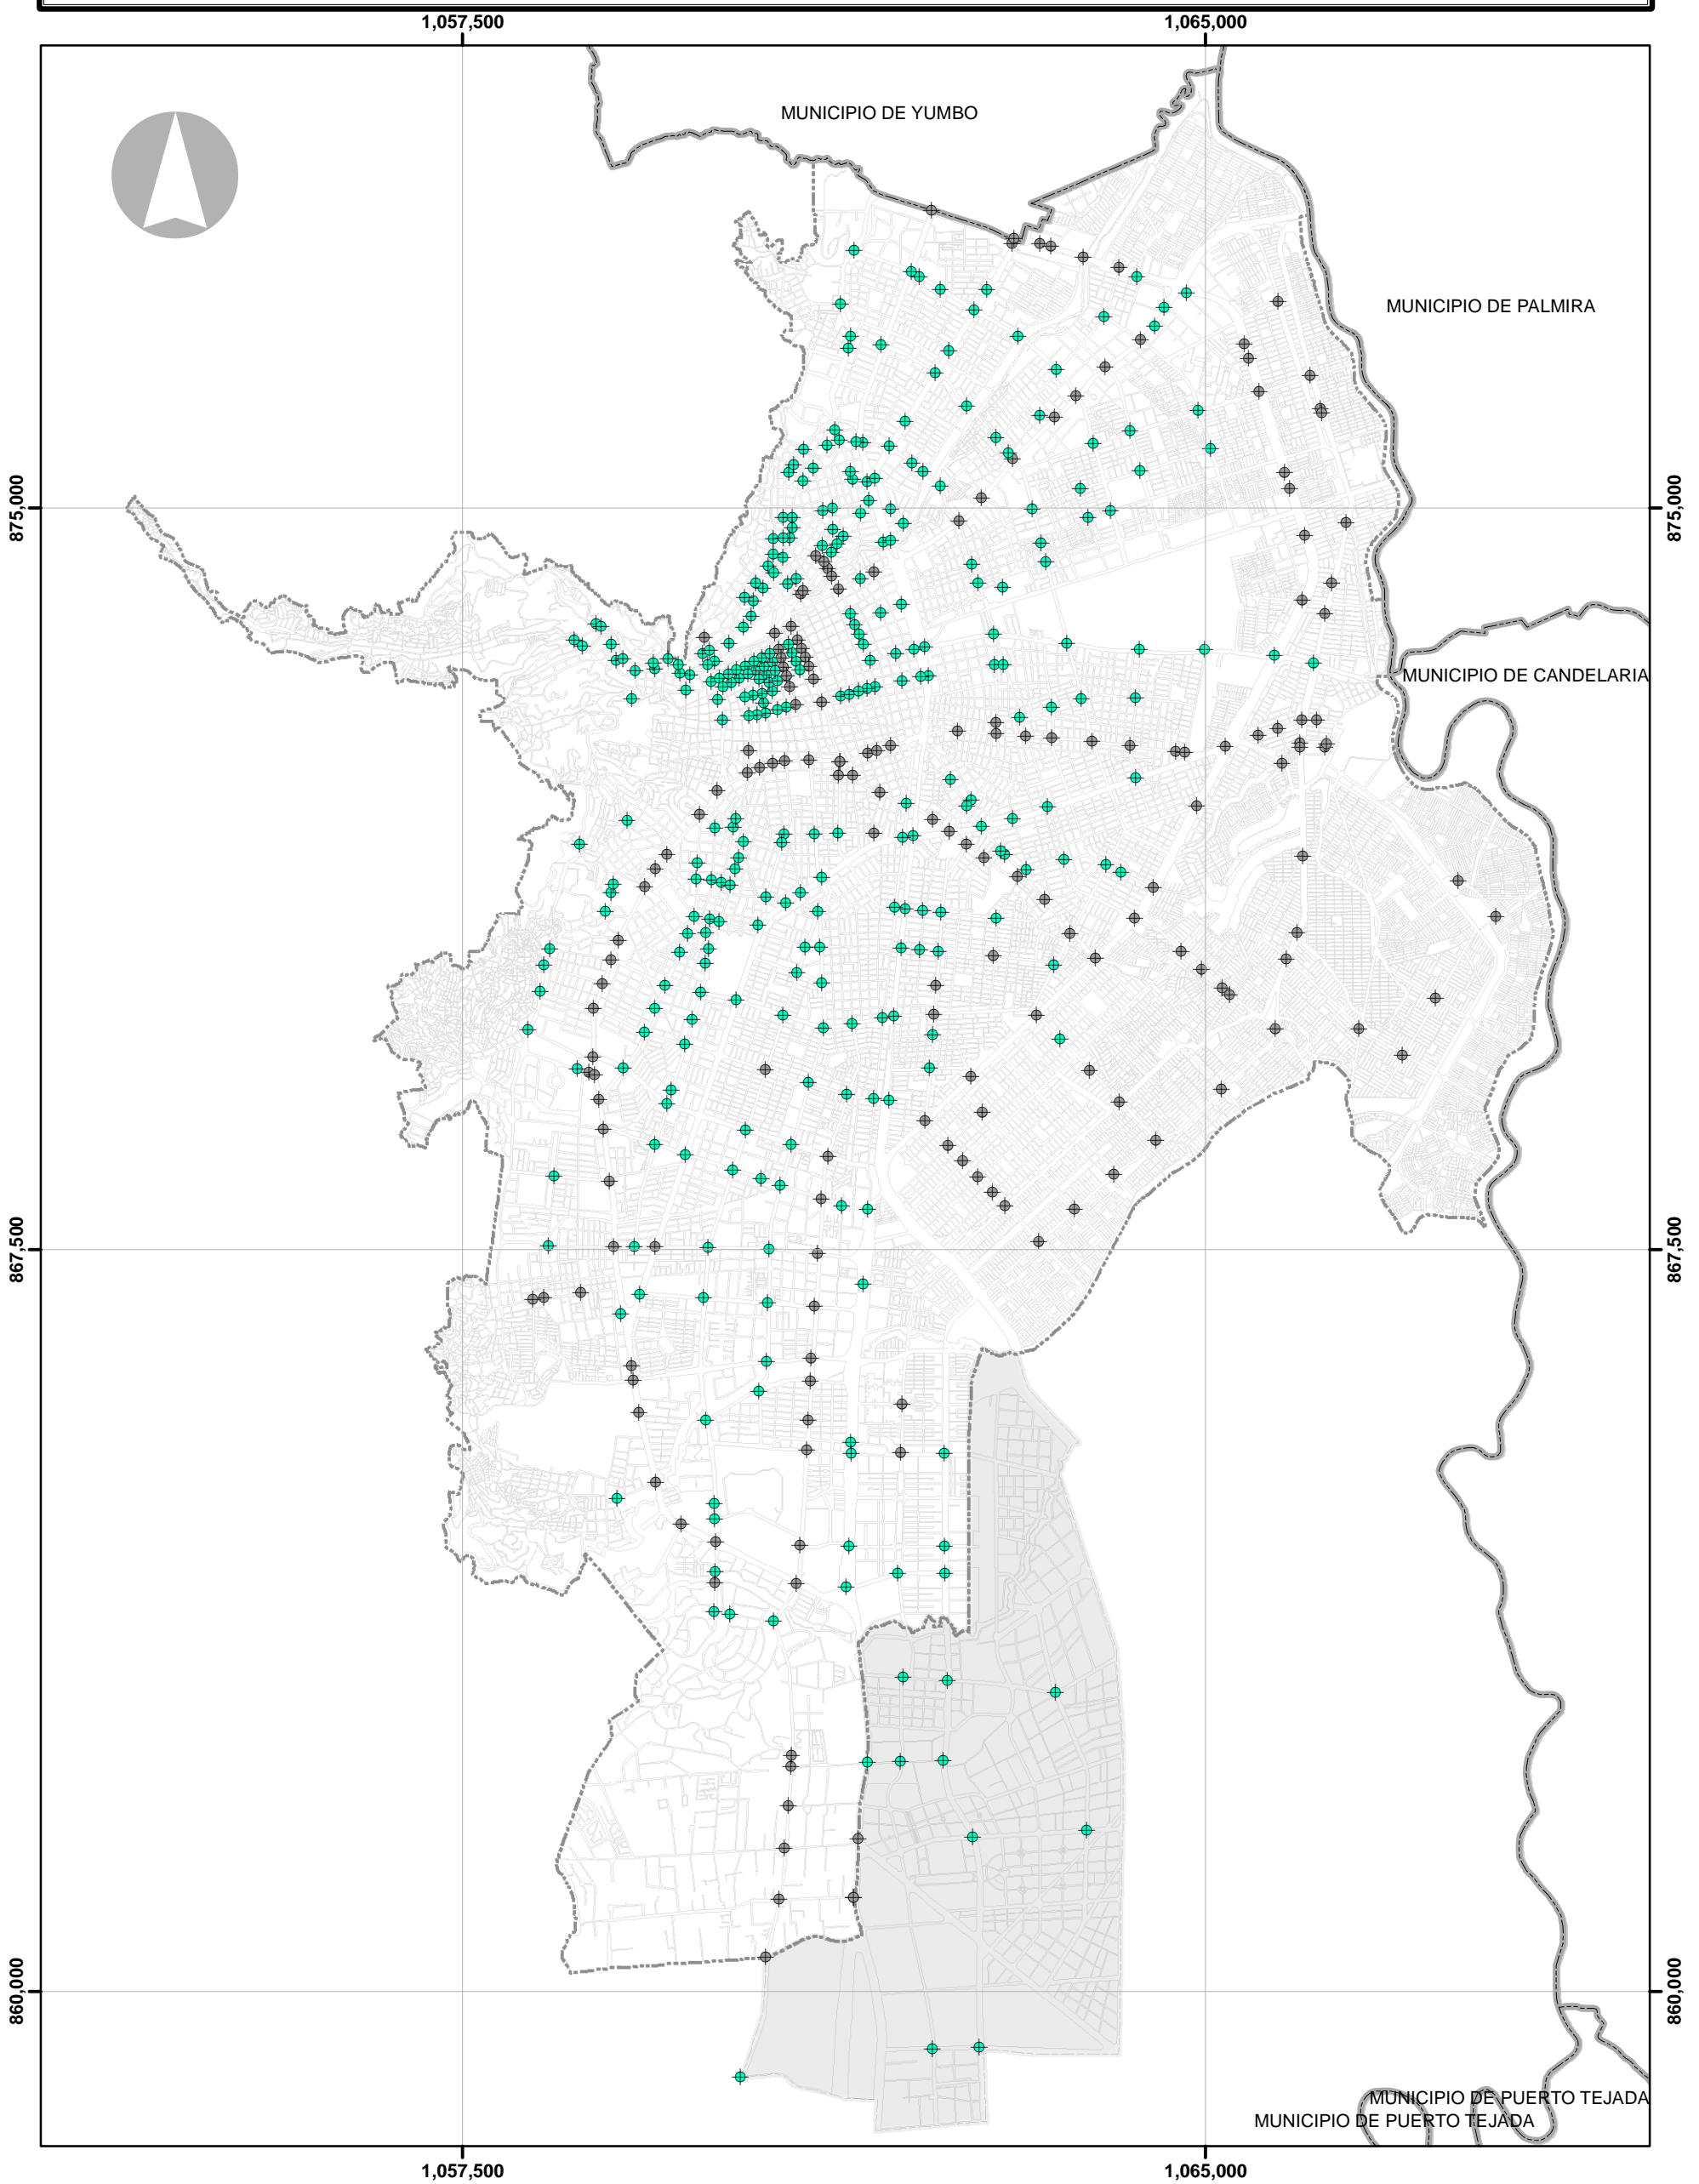 1,057,500
1,065,000
MUNICIPIO DE YUMBO
MUNICIPIO DE PALMIRA
875,000
875,000
MUNICIPIO DE CANDELARIA
867,500
867,500
860,000
860,000
MUNICIPIO DE PUERTO TEJADA
MUNICIPIO DE PUERTO TEJADA
1,057,500
1,065,000